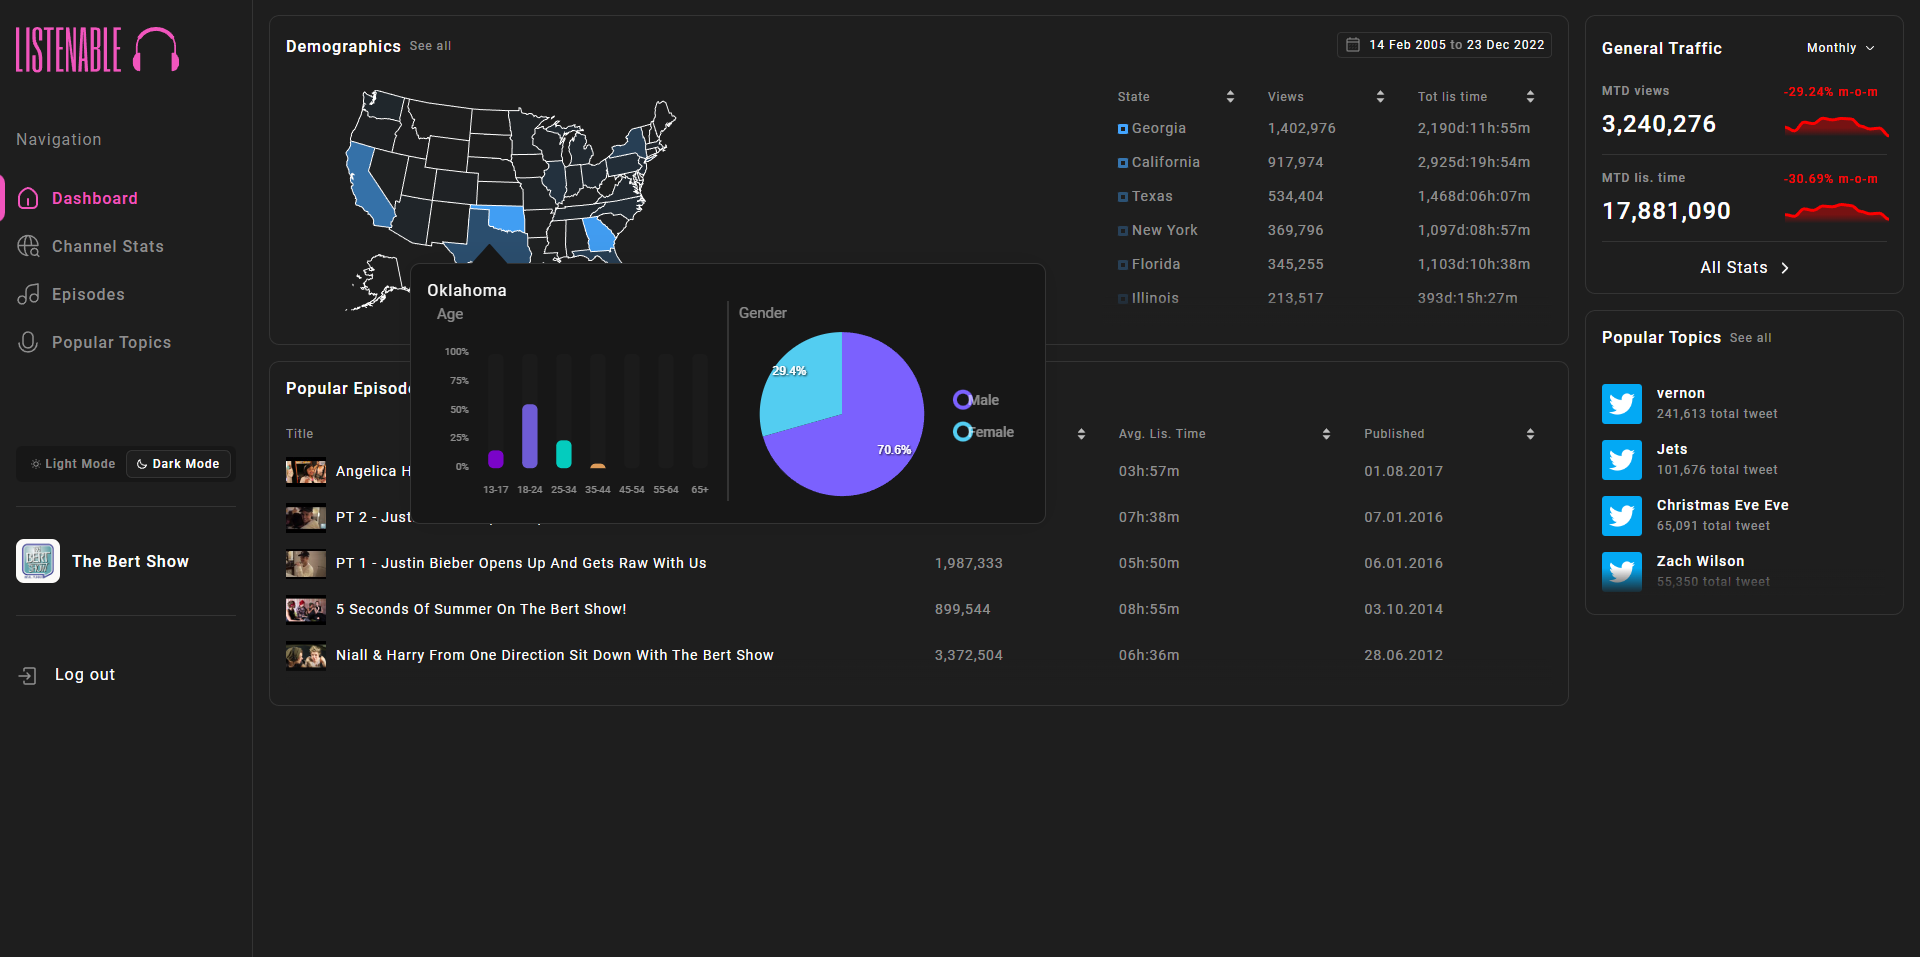 LISTENABLE
Navigation
Dashboard
Channel Stats
Episodes
Popular Topics
Light Mode
Dark Mode
The Bert Show
Log out
Demographics See all
14 Feb 2005 to 23 Dec 2022
State Views Tot lis time
Georgia 1,402,976 2,190d:11h:55m
California 917,974 2,925d:19h:54m
Texas 534,404 1,468d:06h:07m
New York 369,796 1,097d:08h:57m
Florida 345,255 1,103d:10h:38m
Illinois 213,517 393d:15h:27m
Oklahoma
Age
100%
75%
50%
25%
0%
13-17 18-24 25-34 35-44 45-54 55-64 65+
Gender
29.4%
70.6%
Male
Female
Popular Episod
Title Avg. Lis. Time Published
Angelica H 03h:57m 01.08.2017
PT 2 - Just 07h:38m 07.01.2016
PT 1 - Justin Bieber Opens Up And Gets Raw With Us 1,987,333 05h:50m 06.01.2016
5 Seconds Of Summer On The Bert Show! 899,544 08h:55m 03.10.2014
Niall & Harry From One Direction Sit Down With The Bert Show 3,372,504 06h:36m 28.06.2012
General Traffic Monthly
MTD views -29.24% m-o-m
3,240,276
MTD lis. time -30.69% m-o-m
17,881,090
All Stats
Popular Topics See all
vernon
241,613 total tweet
Jets
101,676 total tweet
Christmas Eve Eve
65,091 total tweet
Zach Wilson
55,350 total tweet